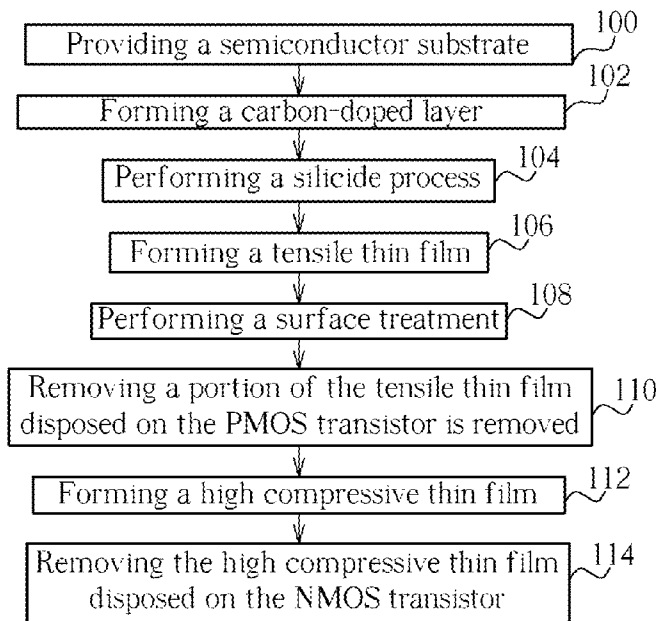 Providing a semiconductor substrate
100
Forming a carbon-doped layer
102
Performing a silicide process
104
Forming a tensile thin film
106
Performing a surface treatment
108
Removing a portion of the tensile thin film
disposed on the PMOS transistor is removed
110
Forming a high compressive thin film
112
Removing the high compressive thin film
disposed on the NMOS transistor
114